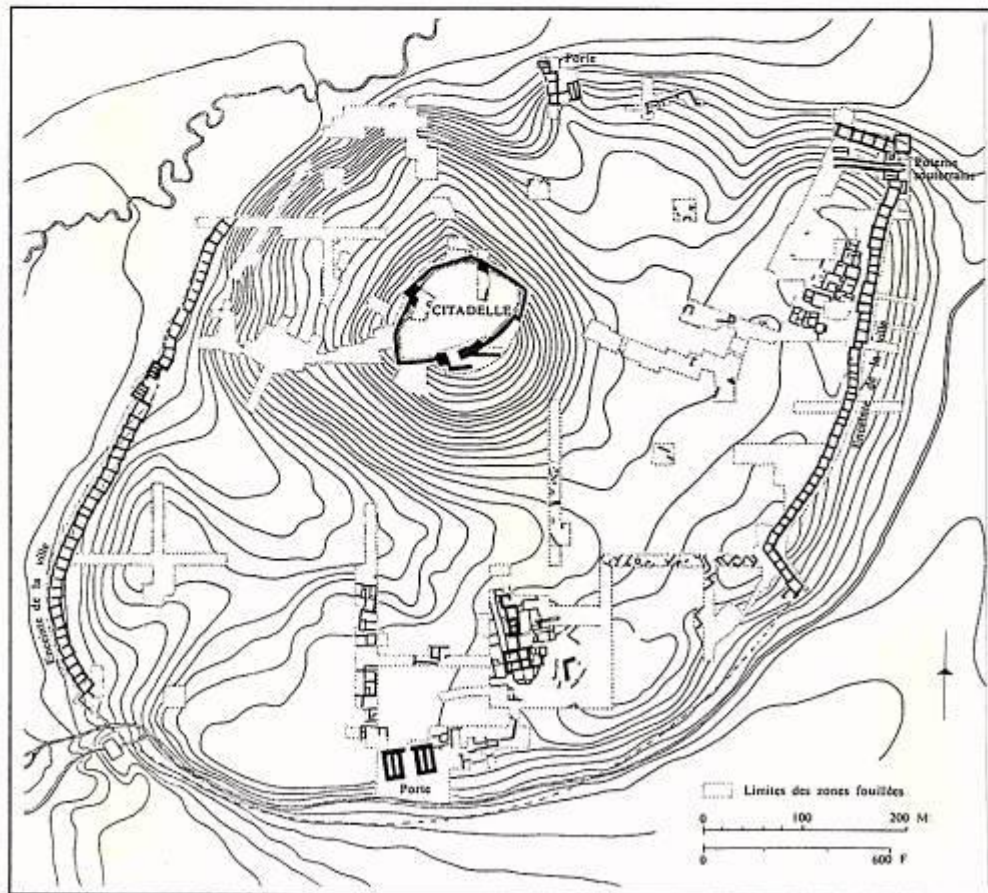 Porte
Poterne
souterraine
CITADELLE
Enceinte de la ville
Enceinte de la ville
Porte
Limites des zones fouillées
0 100 200 M
0 600 F